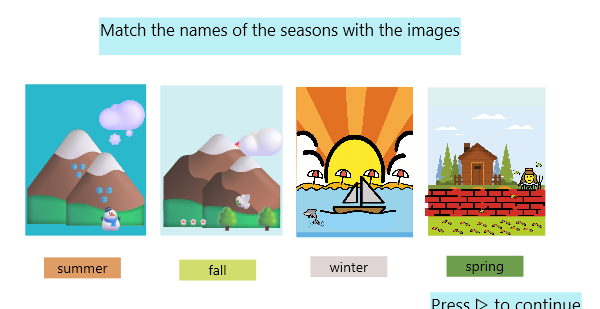 Match the names of the seasons with the images
summer
fall
winter
spring
Press ▷ to continue